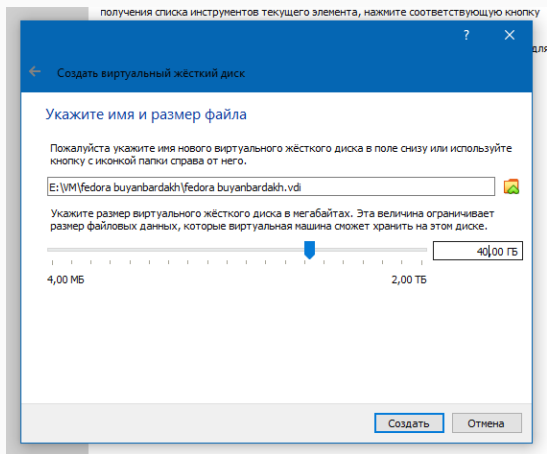 получения списка инструментов текущего элемента, нажмите соответствующую кнопку
для
Создать виртуальный жёсткий диск
Укажите имя и размер файла
Пожалуйста укажите имя нового виртуального жёсткого диска в поле снизу или используйте
кнопку с иконкой папки справа от него.
E:\VM\fedora buyanbardakh\fedora buyanbardakh.vdi
Укажите размер виртуального жёсткого диска в мегабайтах. Эта величина ограничивает
размер файловых данных, которые виртуальная машина сможет хранить на этом диске.
40,00 ГБ
4,00 МБ 2,00 ТБ
Создать Отмена